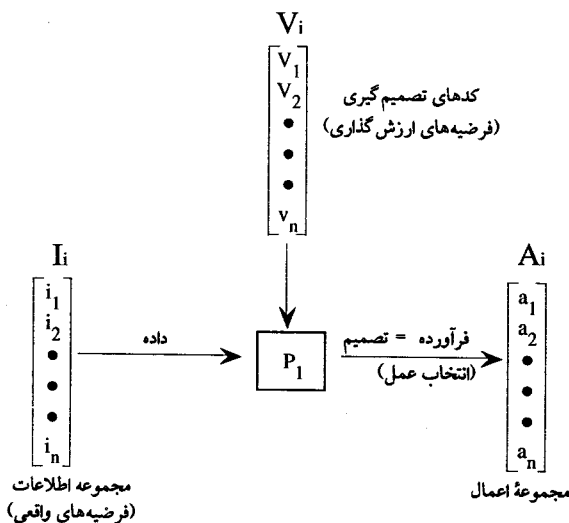 Vi
V1
V2
vn
کدهای تصمیم گیری
(فرضیه‌های ارزش گذاری)
Ii
i1
i2
in
مجموعه اطلاعات
(فرضیه‌های واقعی)
داده
P1
فرآورده = تصمیم
(انتخاب عمل)
Ai
a1
a2
an
مجموعهٔ اعمال